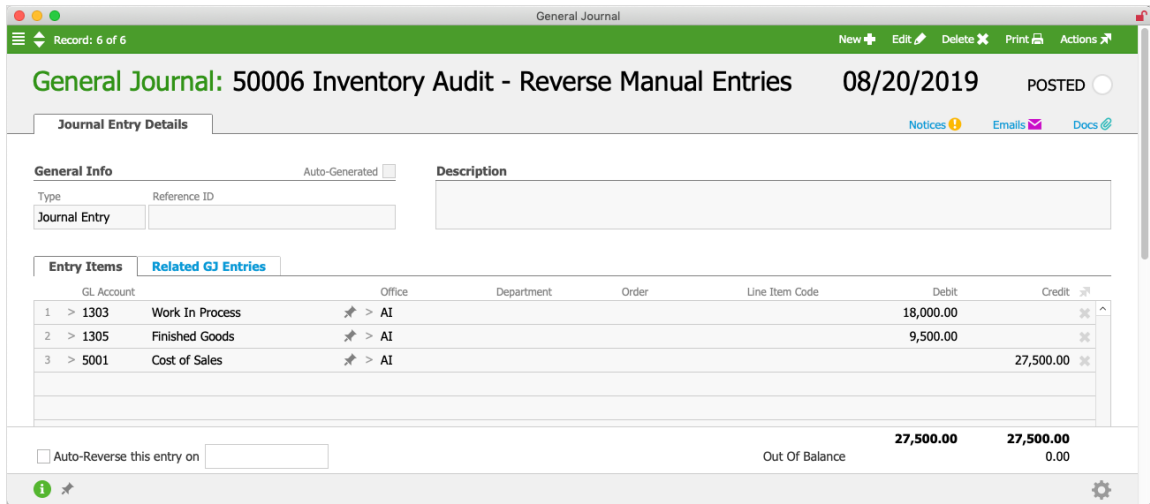 General Journal
Record: 6 of 6 New Edit Delete Print Actions
General Journal: 50006 Inventory Audit - Reverse Manual Entries 08/20/2019 POSTED
Journal Entry Details Notices Emails Docs
General Info Auto-Generated Description
Type Reference ID
Journal Entry
Entry Items Related GJ Entries
GL Account Office Department Order Line Item Code Debit Credit
1 > 1303 Work In Process > AI 18,000.00
2 > 1305 Finished Goods > AI 9,500.00
3 > 5001 Cost of Sales > AI 27,500.00
27,500.00 27,500.00
Auto-Reverse this entry on Out Of Balance 0.00